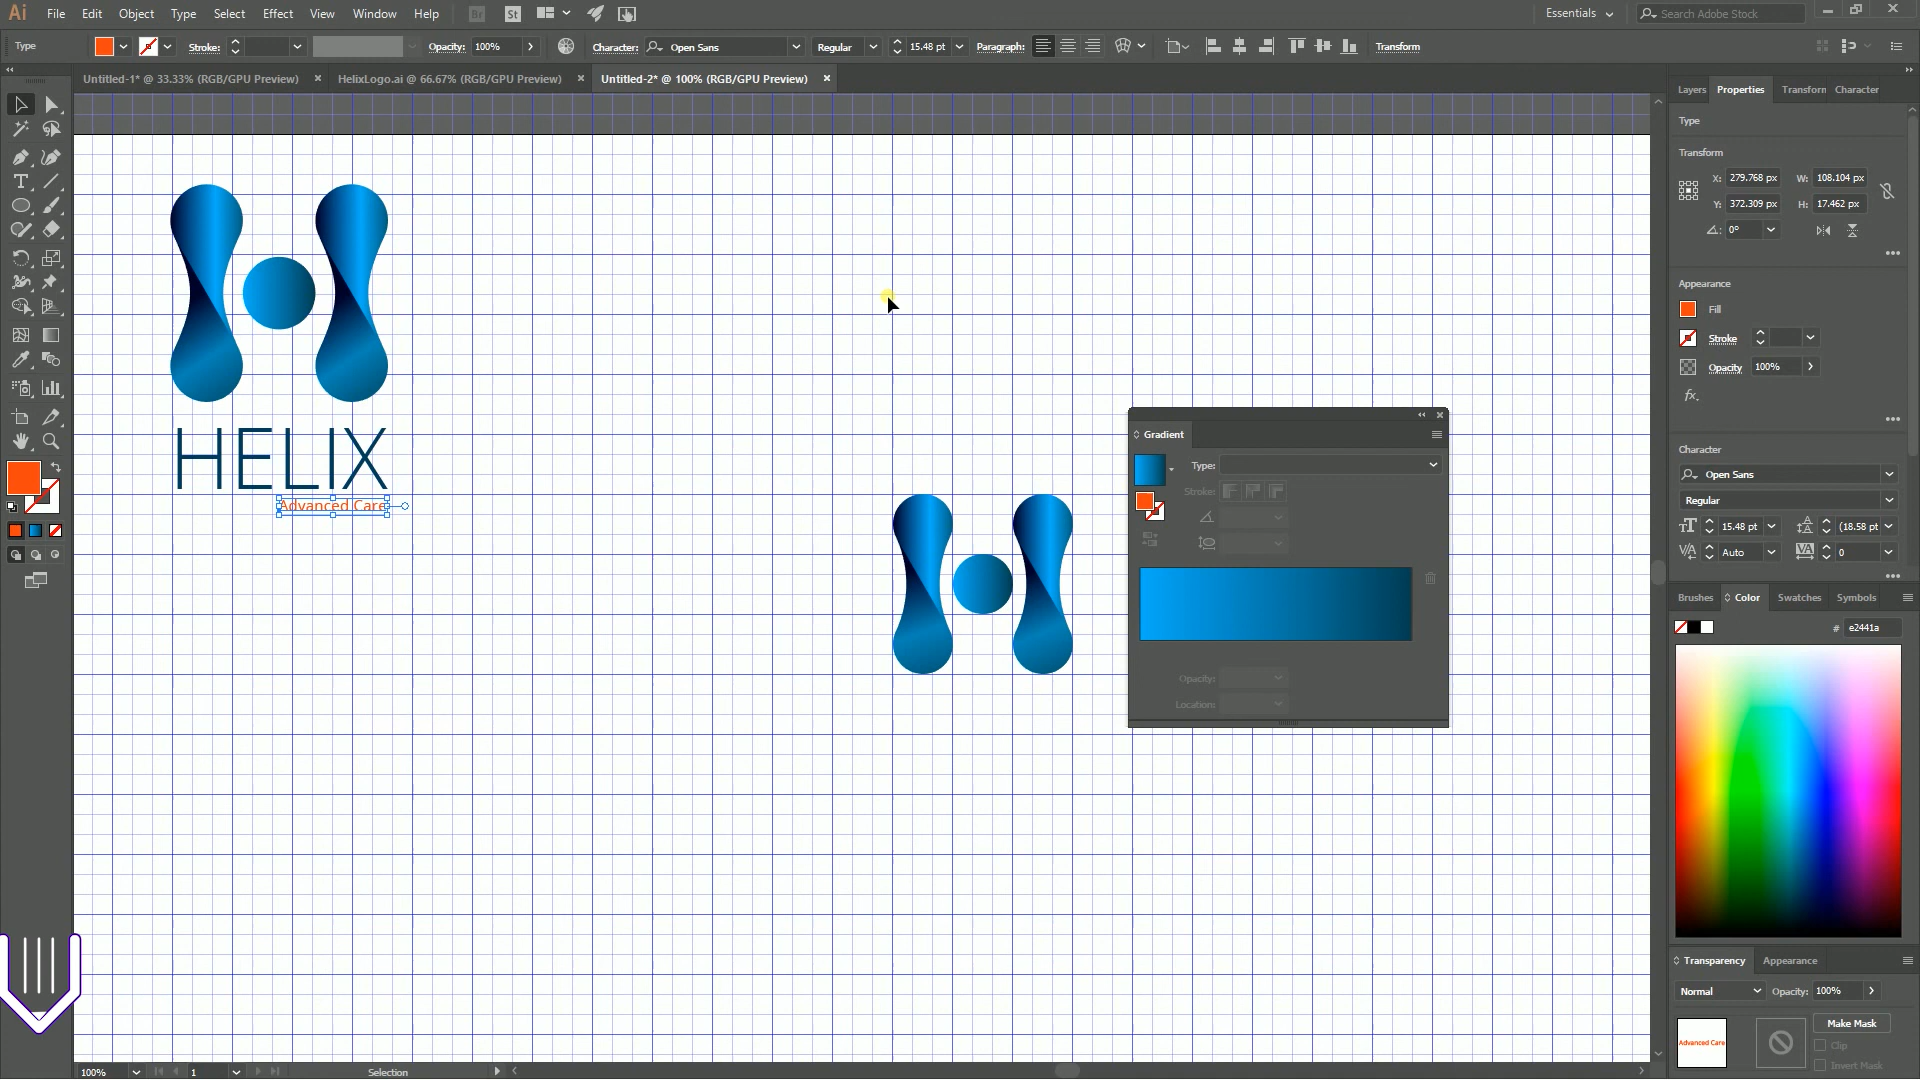 Ai File Edit Object Type Select Effect View Window Help Br St Essentials Search Adobe Stock
Type Stroke: Opacity: 100% Character: Open Sans Regular 15.48 pt Paragraph: Transform
Untitled-1* @ 33.33% (RGB/GPU Preview) HelixLogo.ai @ 66.67% (RGB/GPU Preview) Untitled-2* @ 100% (RGB/GPU Preview)
Layers Properties Transform Character
Type
Transform
X: 279.768 px W: 108.104 px
Y: 372.309 px H: 17.462 px
0°
Appearance
Fill
Stroke
Opacity 100%
fx.
Character
Open Sans
Regular
15.48 pt (18.58 pt
Auto 0
HELIX
Advanced Care
Gradient
Type:
Stroke:
Opacity:
Location:
Brushes Color Swatches Symbols
# e2441a
Transparency Appearance
Normal Opacity: 100%
Advanced Care
Make Mask
Clip
Invert Mask
100% 1 Selection